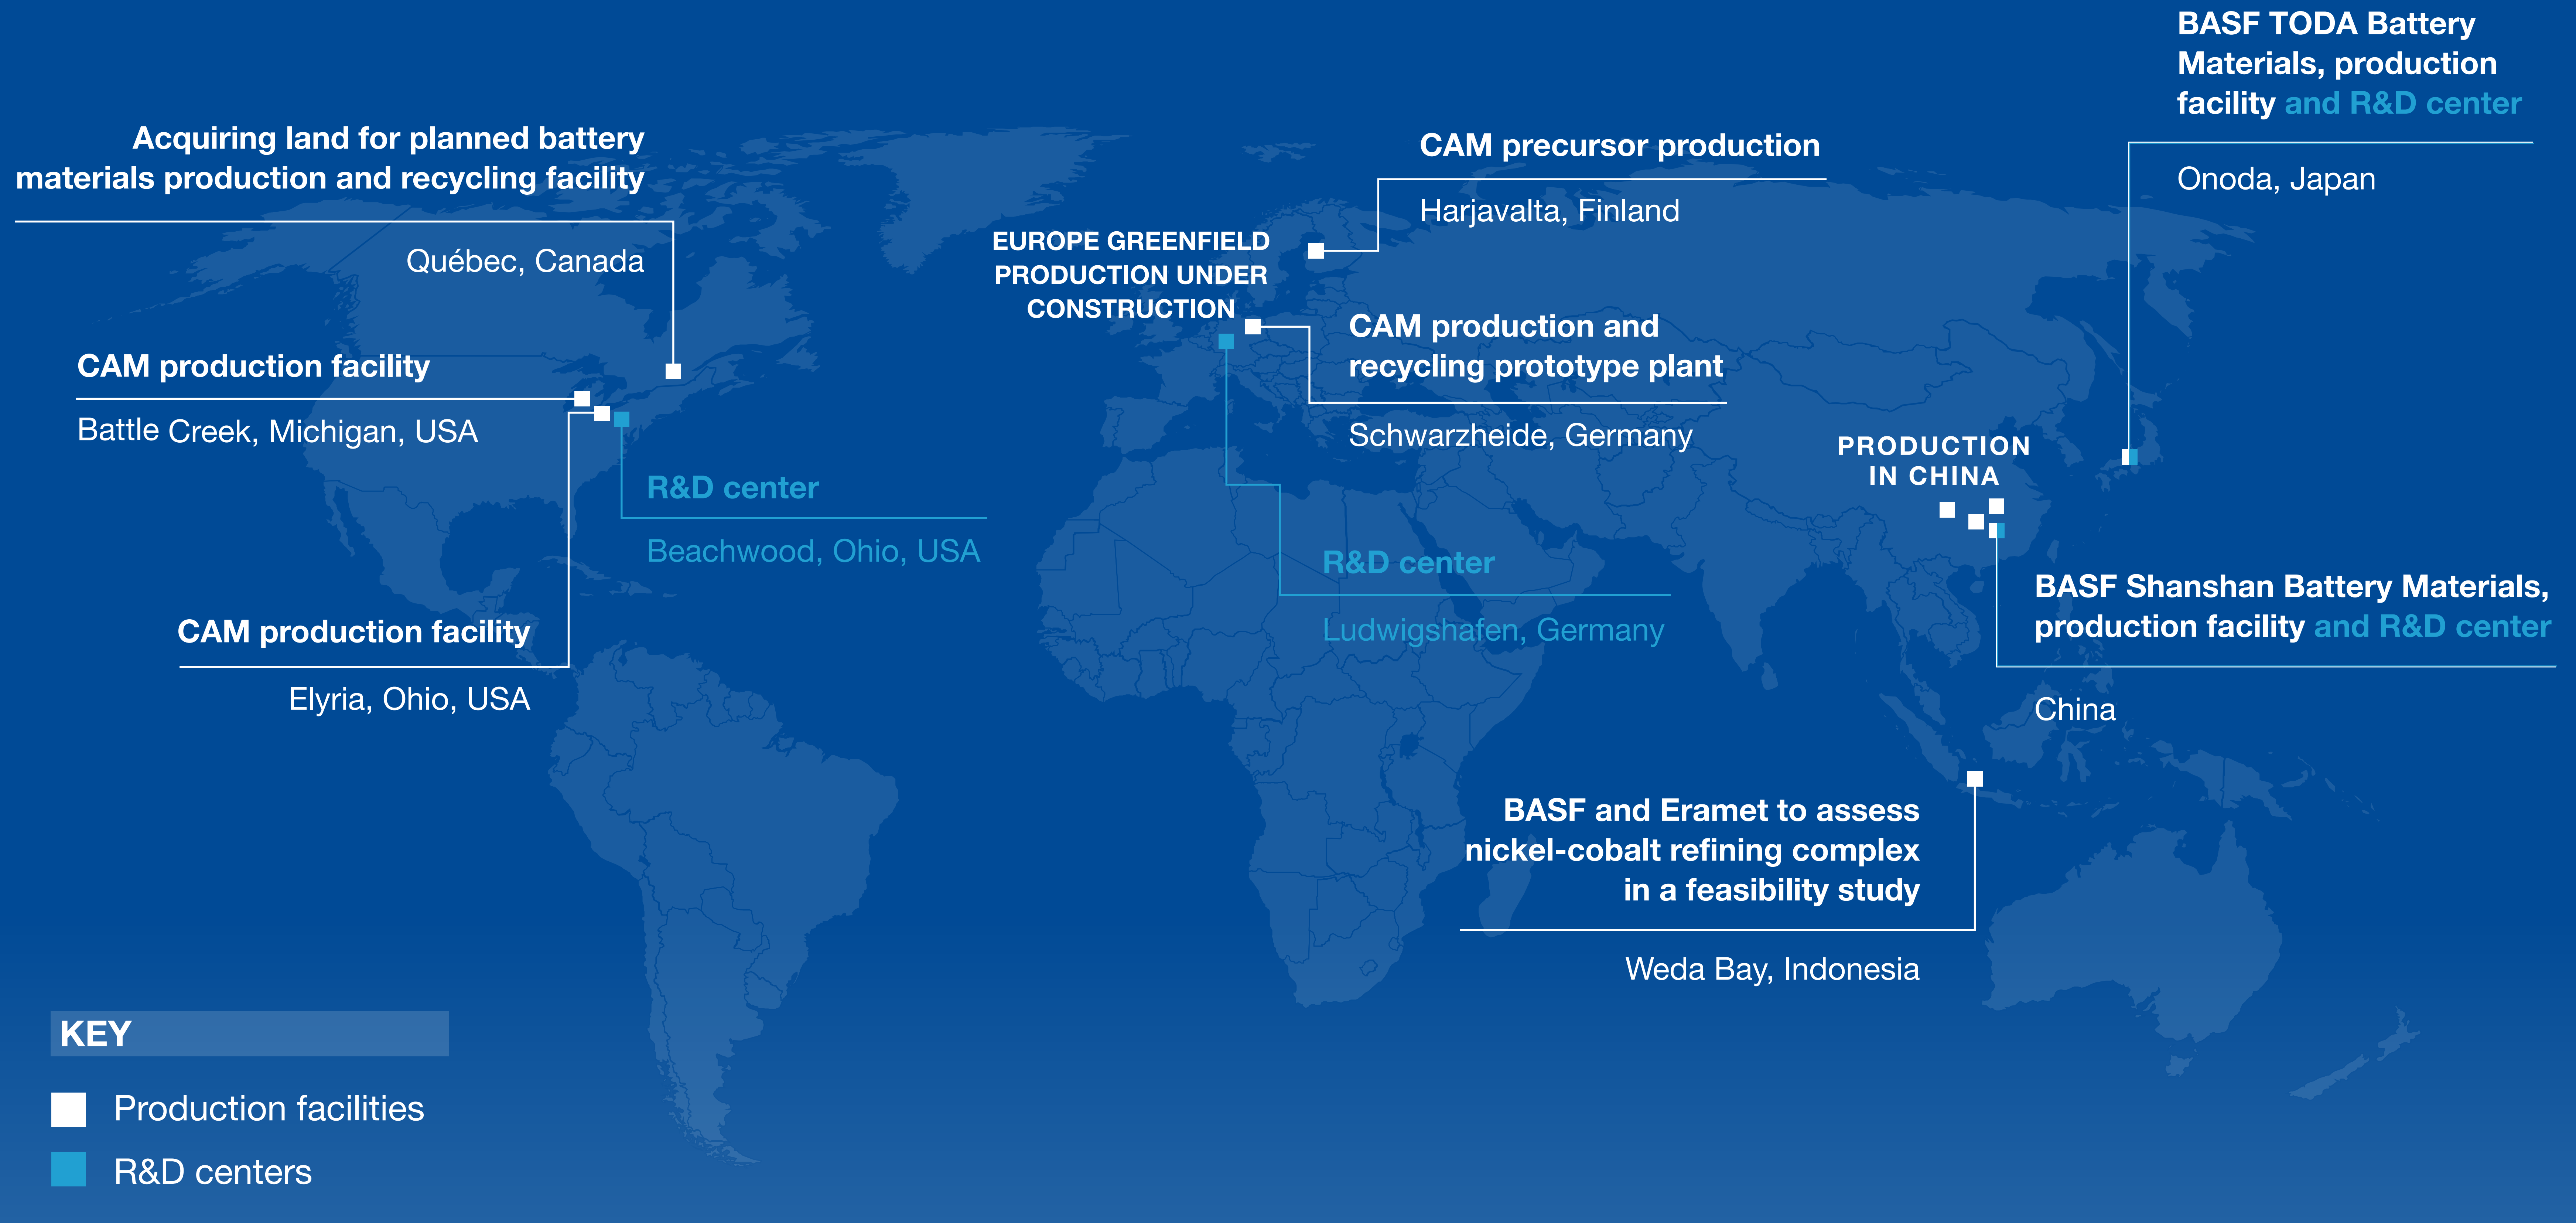 Acquiring land for planned battery
materials production and recycling facility
Québec, Canada
CAM production facility
Battle Creek, Michigan, USA
R&D center
Beachwood, Ohio, USA
CAM production facility
Elyria, Ohio, USA
EUROPE GREENFIELD
PRODUCTION UNDER
CONSTRUCTION
CAM precursor production
Harjavalta, Finland
CAM production and
recycling prototype plant
Schwarzheide, Germany
R&D center
Ludwigshafen, Germany
BASF TODA Battery
Materials, production
facility and R&D center
Onoda, Japan
PRODUCTION
IN CHINA
BASF Shanshan Battery Materials,
production facility and R&D center
China
BASF and Eramet to assess
nickel-cobalt refining complex
in a feasibility study
Weda Bay, Indonesia
KEY
Production facilities
R&D centers